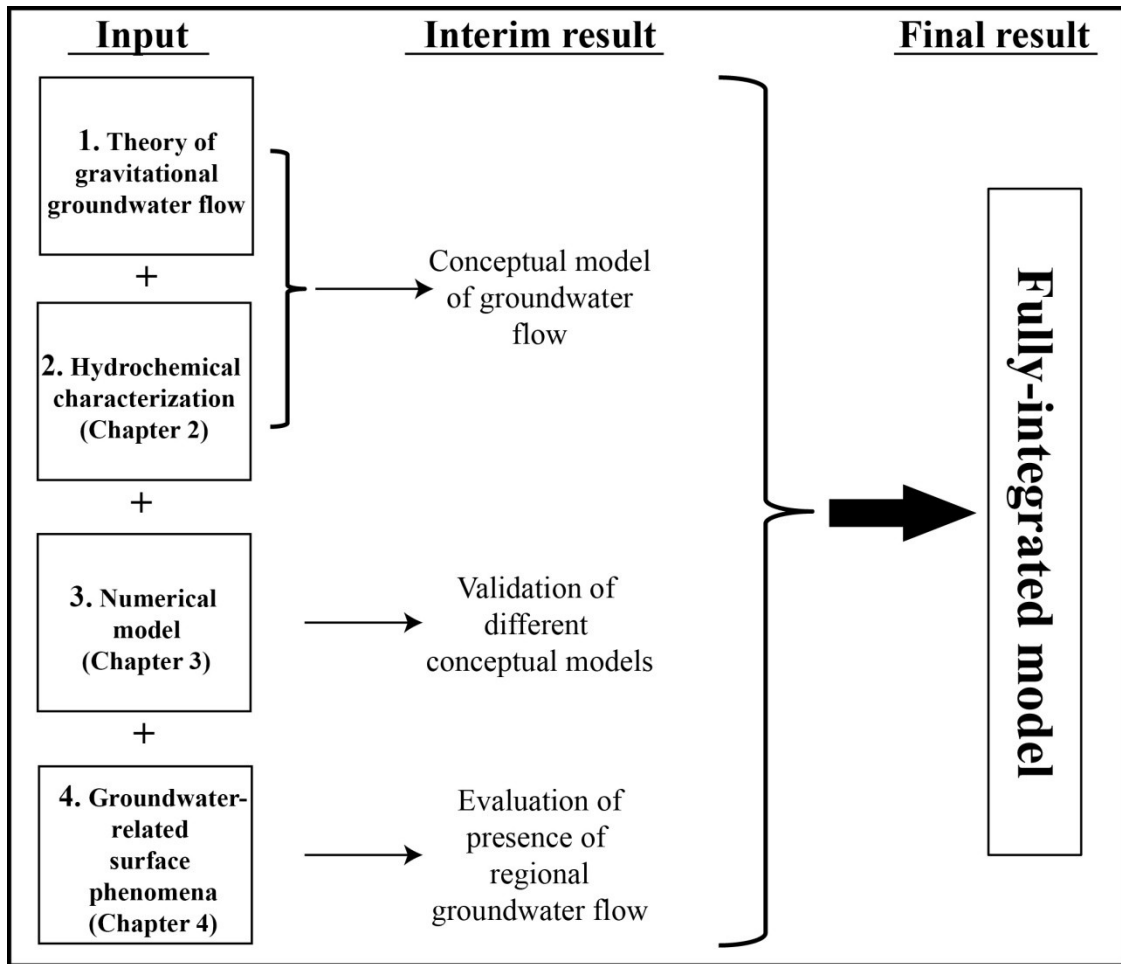 Input
Interim result
Final result
1. Theory of
gravitational
groundwater flow
+
2. Hydrochemical
characterization
(Chapter 2)
+
3. Numerical
model
(Chapter 3)
+
4. Groundwater-
related
surface
phenomena
(Chapter 4)
Conceptual model
of groundwater
flow
Validation of
different
conceptual models
Evaluation of
presence of
regional
groundwater flow
Fully-integrated model